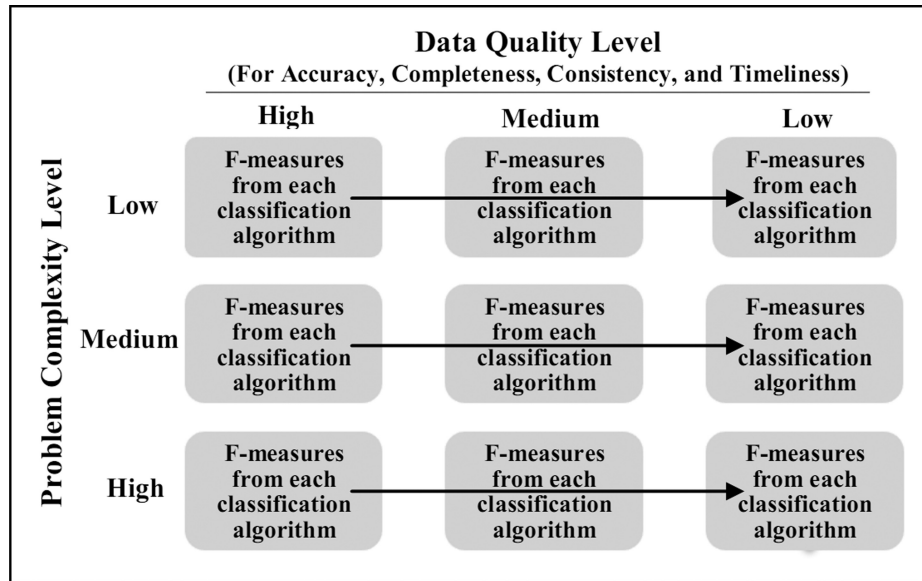 Data Quality Level
(For Accuracy, Completeness, Consistency, and Timeliness)
High
Medium
Low
Problem Complexity Level
Low
F-measures
from each
classification
algorithm
F-measures
from each
classification
algorithm
F-measures
from each
classification
algorithm
Medium
F-measures
from each
classification
algorithm
F-measures
from each
classification
algorithm
F-measures
from each
classification
algorithm
High
F-measures
from each
classification
algorithm
F-measures
from each
classification
algorithm
F-measures
from each
classification
algorithm